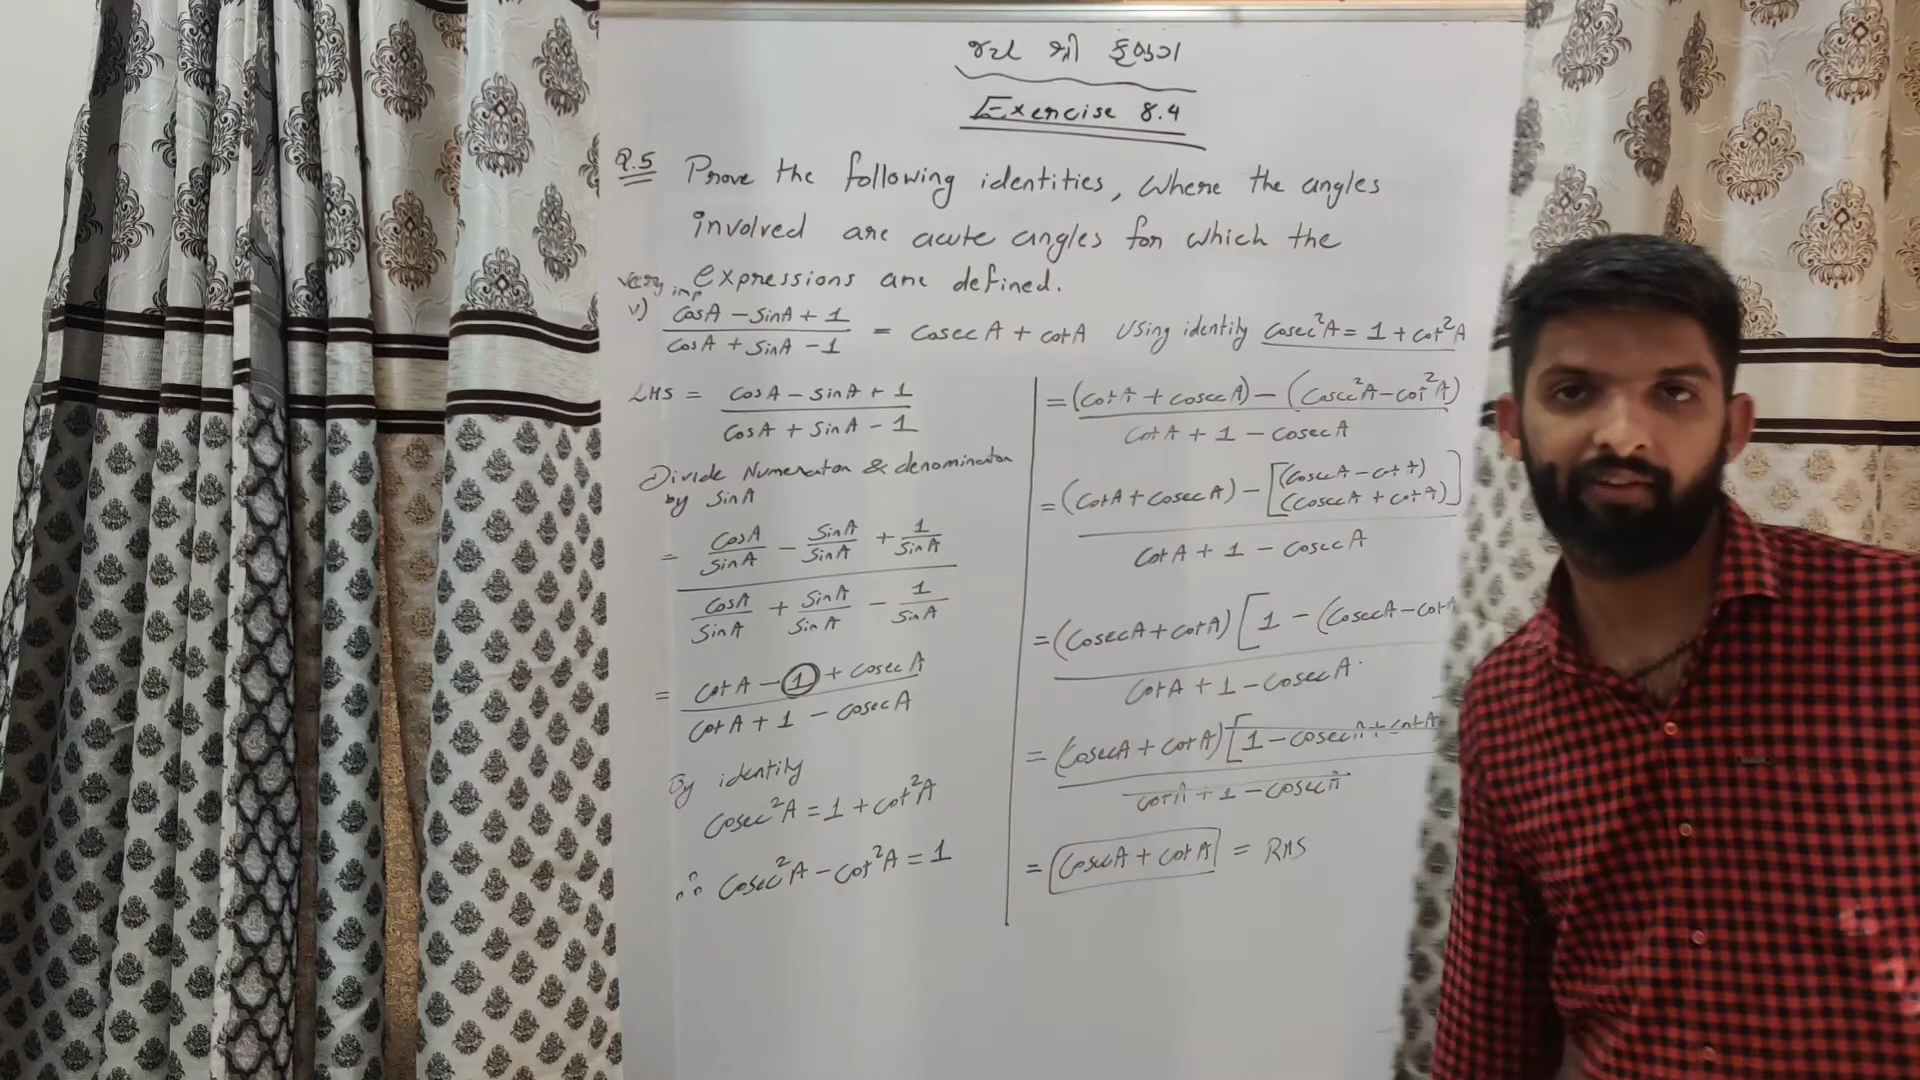 જય શ્રી કૃષ્ણ
Exercise 8.4
Q.5 Prove the following identities, where the angles
involved are acute angles for which the
very imp expressions are defined.
v) (cosA - sinA + 1) / (cosA + sinA - 1) = cosecA + cotA Using identity cosec²A = 1 + cot²A
LHS = (cosA - sinA + 1) / (cosA + sinA - 1)
Divide Numerator & denominator
by sinA
= (cosA/sinA - sinA/sinA + 1/sinA) / (cosA/sinA + sinA/sinA - 1/sinA)
= (cotA - 1 + cosecA) / (cotA + 1 - cosecA)
By identity
cosec²A = 1 + cot²A
∴ cosec²A - cot²A = 1
= (cotA + cosecA) - (cosec²A - cot²A) / cotA + 1 - cosecA
= (cotA + cosecA) - [(cosecA - cotA) (cosecA + cotA)] / cotA + 1 - cosecA
= (cosecA + cotA) [1 - (cosecA - cot / cotA + 1 - cosecA
= (cosecA + cotA) [1 - cosecA + cotA / cotA + 1 - cosecA
= cosecA + cotA = RHS